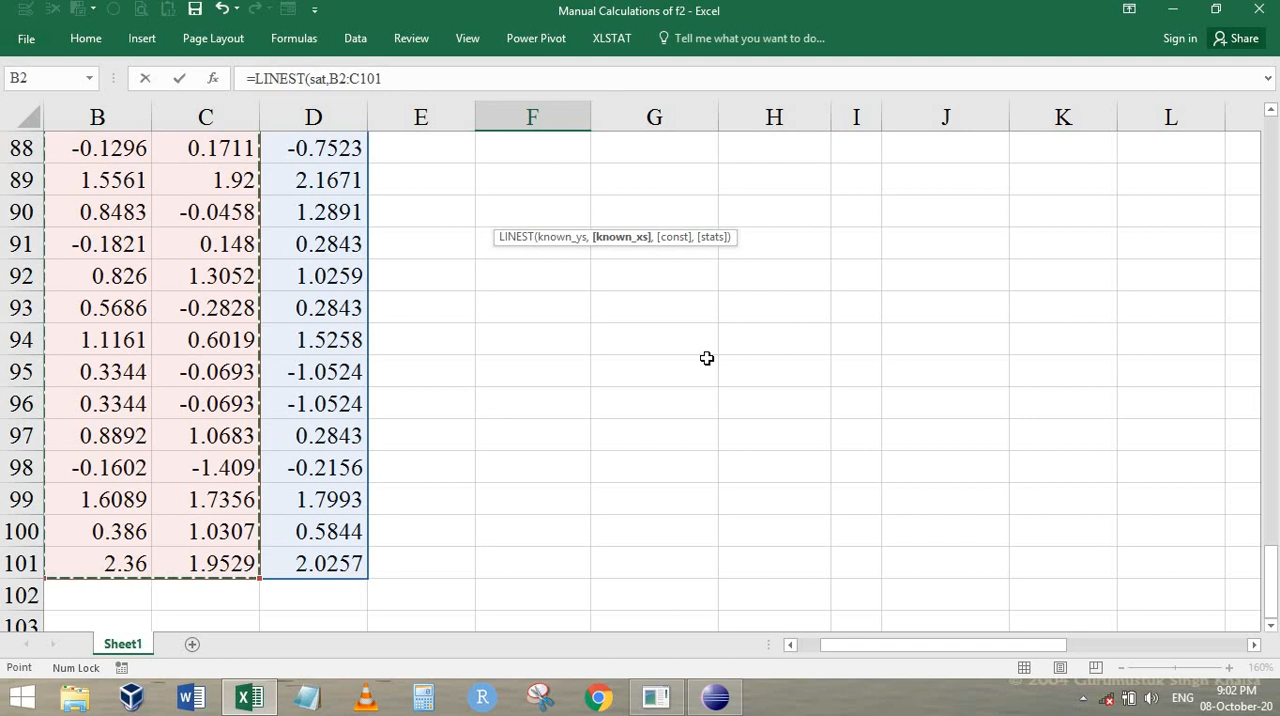 Manual Calculations of f2 - Excel
File Home Insert Page Layout Formulas Data Review View Power Pivot XLSTAT Tell me what you want to do... Sign in Share
B2 fx =LINEST(sat,B2:C101
B C D E F G H I J K L
88 -0.1296 0.1711 -0.7523
89 1.5561 1.92 2.1671
90 0.8483 -0.0458 1.2891
91 -0.1821 0.148 0.2843
LINEST(known_ys, [known_xs], [const], [stats])
92 0.826 1.3052 1.0259
93 0.5686 -0.2828 0.2843
94 1.1161 0.6019 1.5258
95 0.3344 -0.0693 -1.0524
96 0.3344 -0.0693 -1.0524
97 0.8892 1.0683 0.2843
98 -0.1602 -1.409 -0.2156
99 1.6089 1.7356 1.7993
100 0.386 1.0307 0.5844
101 2.36 1.9529 2.0257
102
103
Sheet1
Point Num Lock 160%
© 2009 Gurumustuk Singh Khalsa
ENG 9:02 PM
08-October-20